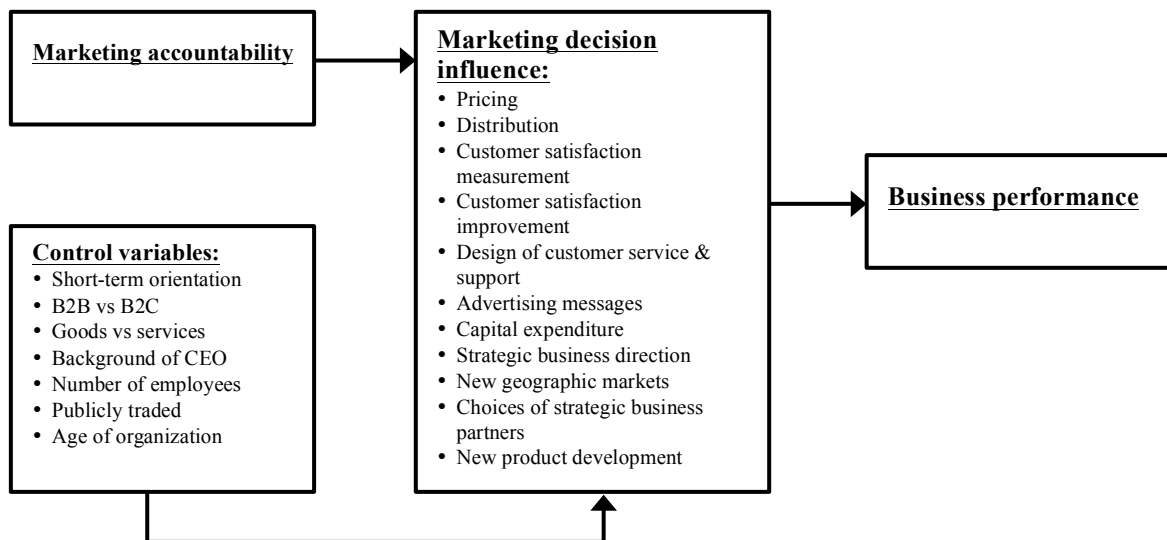 Marketing accountability
Marketing decision
influence:
• Pricing
• Distribution
• Customer satisfaction
measurement
• Customer satisfaction
improvement
• Design of customer service &
support
• Advertising messages
• Capital expenditure
• Strategic business direction
• New geographic markets
• Choices of strategic business
partners
• New product development
Business performance
Control variables:
• Short-term orientation
• B2B vs B2C
• Goods vs services
• Background of CEO
• Number of employees
• Publicly traded
• Age of organization